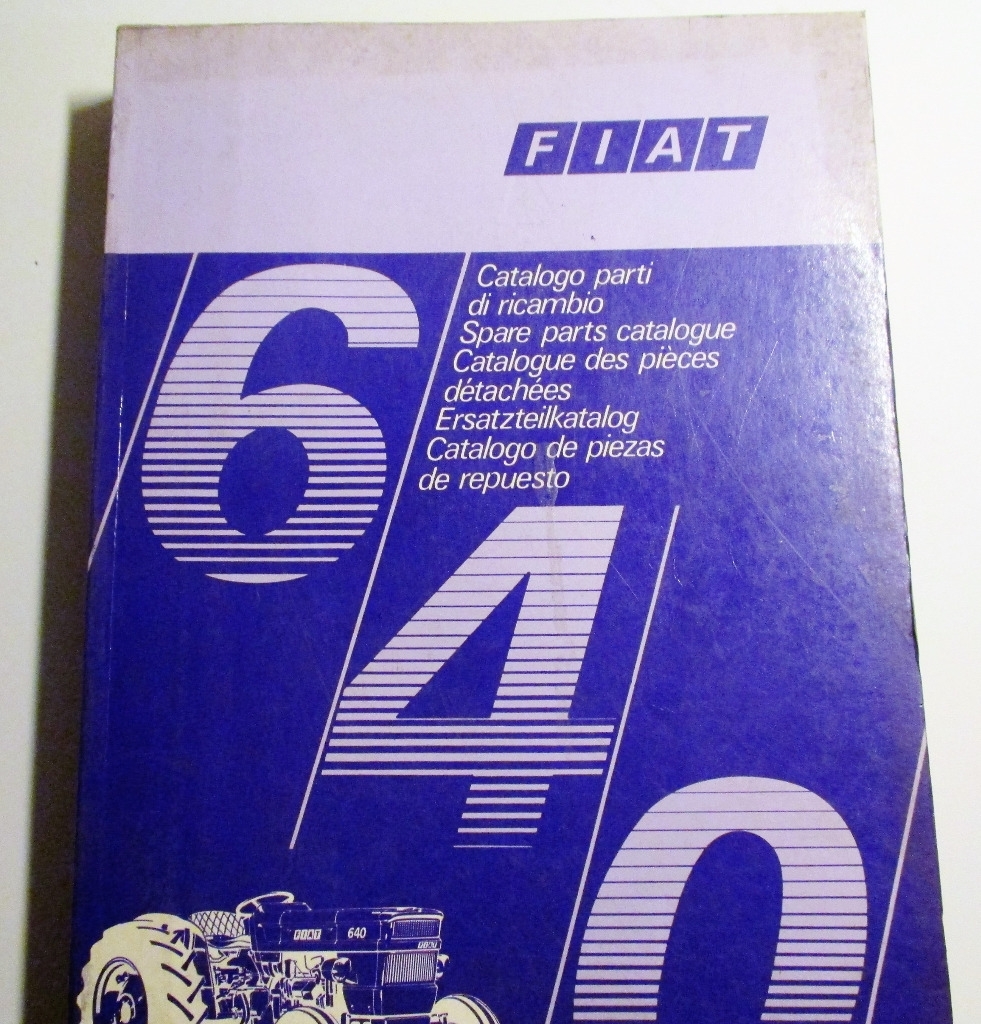 FIAT
6
Catalogo parti
di ricambio
Spare parts catalogue
Catalogue des pièces
détachées
Ersatzteilkatalog
Catalogo de piezas
de repuesto
4
0
FIAT 640
FIAT